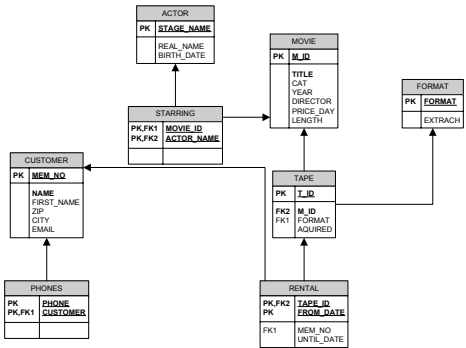 ACTOR
PK STAGE_NAME
REAL_NAME
BIRTH_DATE
MOVIE
PK M_ID
TITLE
CAT
YEAR
DIRECTOR
PRICE_DAY
LENGTH
FORMAT
PK FORMAT
EXTRACH
STARRING
PK,FK1 MOVIE_ID
PK,FK2 ACTOR_NAME
CUSTOMER
PK MEM_NO
NAME
FIRST_NAME
ZIP
CITY
EMAIL
TAPE
PK T_ID
FK2 M_ID
FK1 FORMAT
AQUIRED
PHONES
PK PHONE
PK,FK1 CUSTOMER
RENTAL
PK,FK2 TAPE_ID
PK FROM_DATE
FK1 MEM_NO
UNTIL_DATE